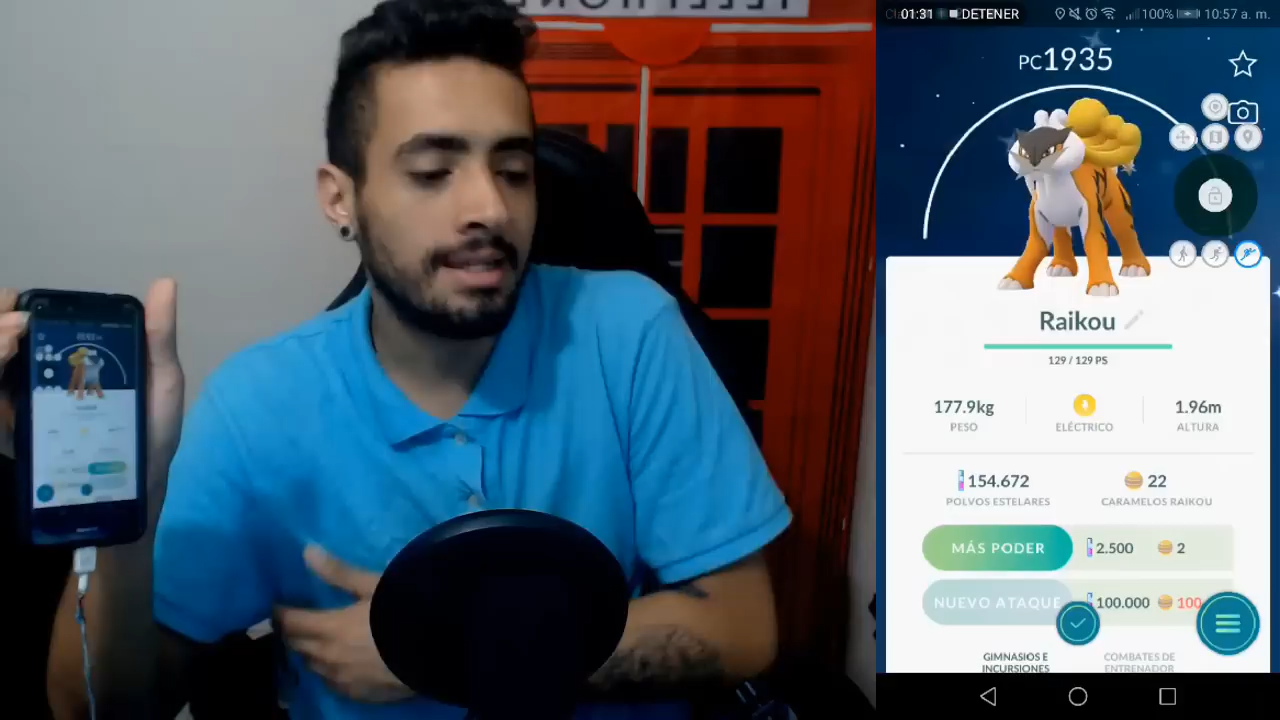 TELEPHONE
01:31 DETENER 100% 10:57 a. m.
PC1935
Raikou
129 / 129 PS
177.9kg
PESO
ELÉCTRICO
1.96m
ALTURA
154.672
POLVOS ESTELARES
22
CARAMELOS RAIKOU
MÁS PODER 2.500 2
NUEVO ATAQUE 100.000 100
GIMNASIOS E
INCURSIONES
COMBATES DE
ENTRENADOR